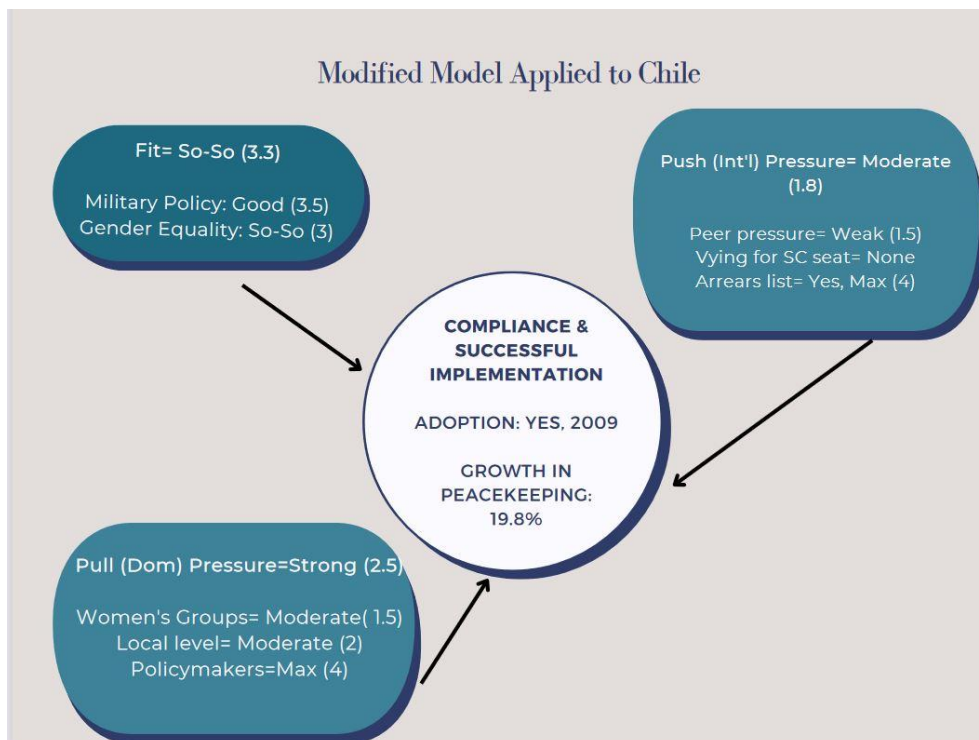 Modified Model Applied to Chile
Fit= So-So (3.3)
Military Policy: Good (3.5)
Gender Equality: So-So (3)
Push (Int'l) Pressure= Moderate
(1.8)
Peer pressure= Weak (1.5)
Vying for SC seat= None
Arrears list= Yes, Max (4)
COMPLIANCE &
SUCCESSFUL
IMPLEMENTATION
ADOPTION: YES, 2009
GROWTH IN
PEACEKEEPING:
19.8%
Pull (Dom) Pressure=Strong (2.5)
Women's Groups= Moderate( 1.5)
Local level= Moderate (2)
Policymakers=Max (4)